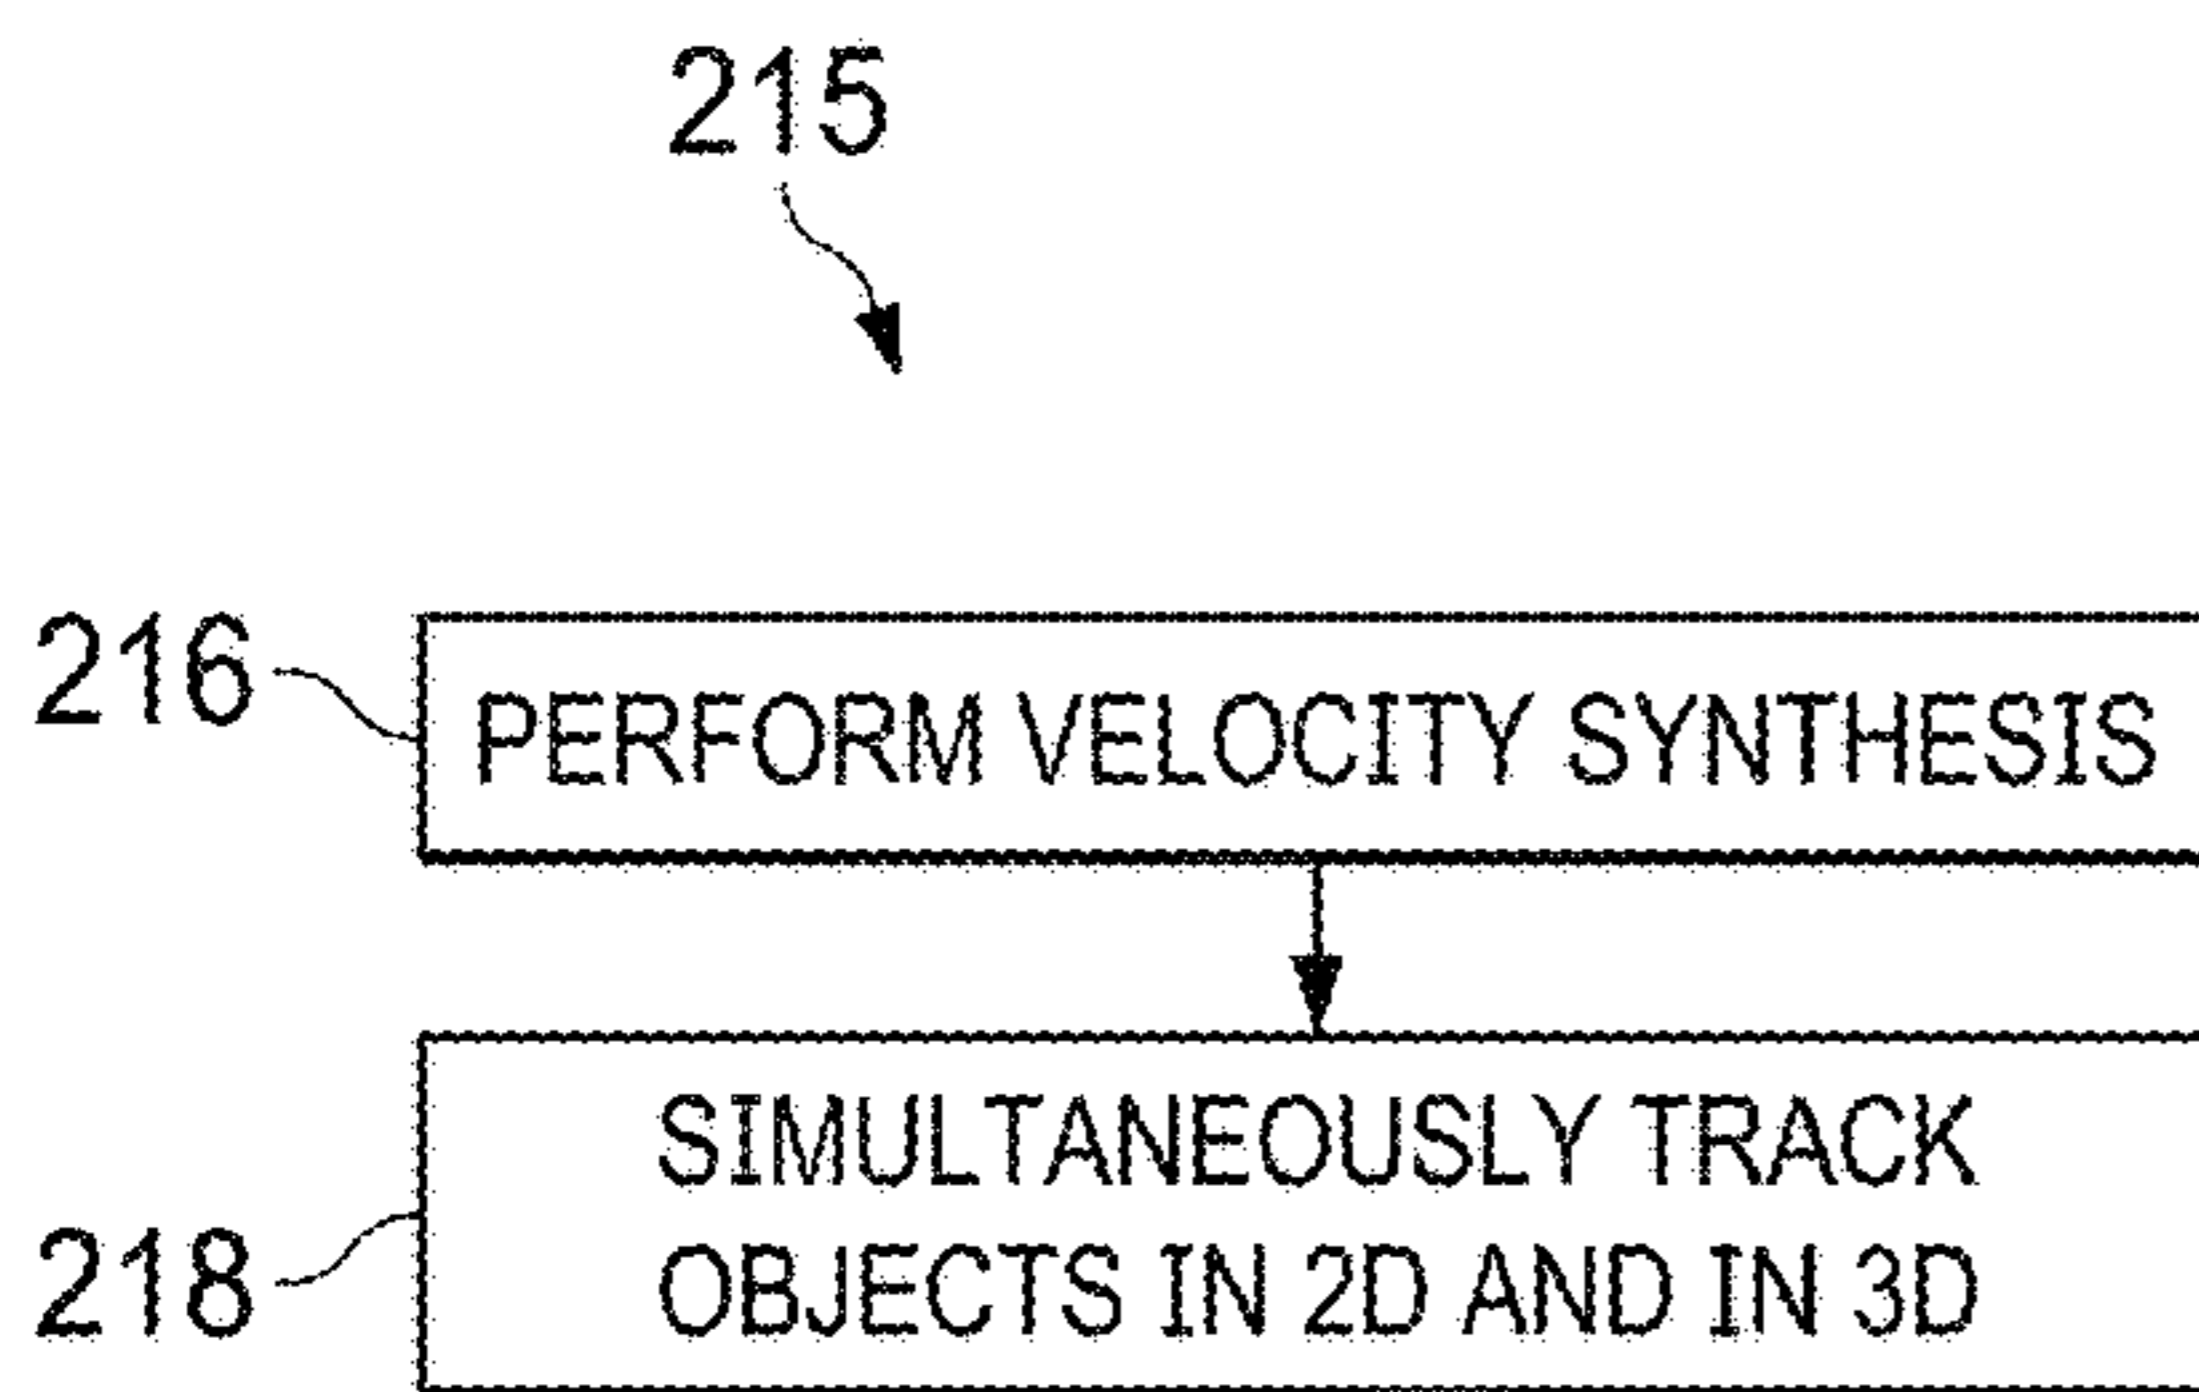 215
216
PERFORM VELOCITY SYNTHESIS
218
SIMULTANEOUSLY TRACK
OBJECTS IN 2D AND IN 3D